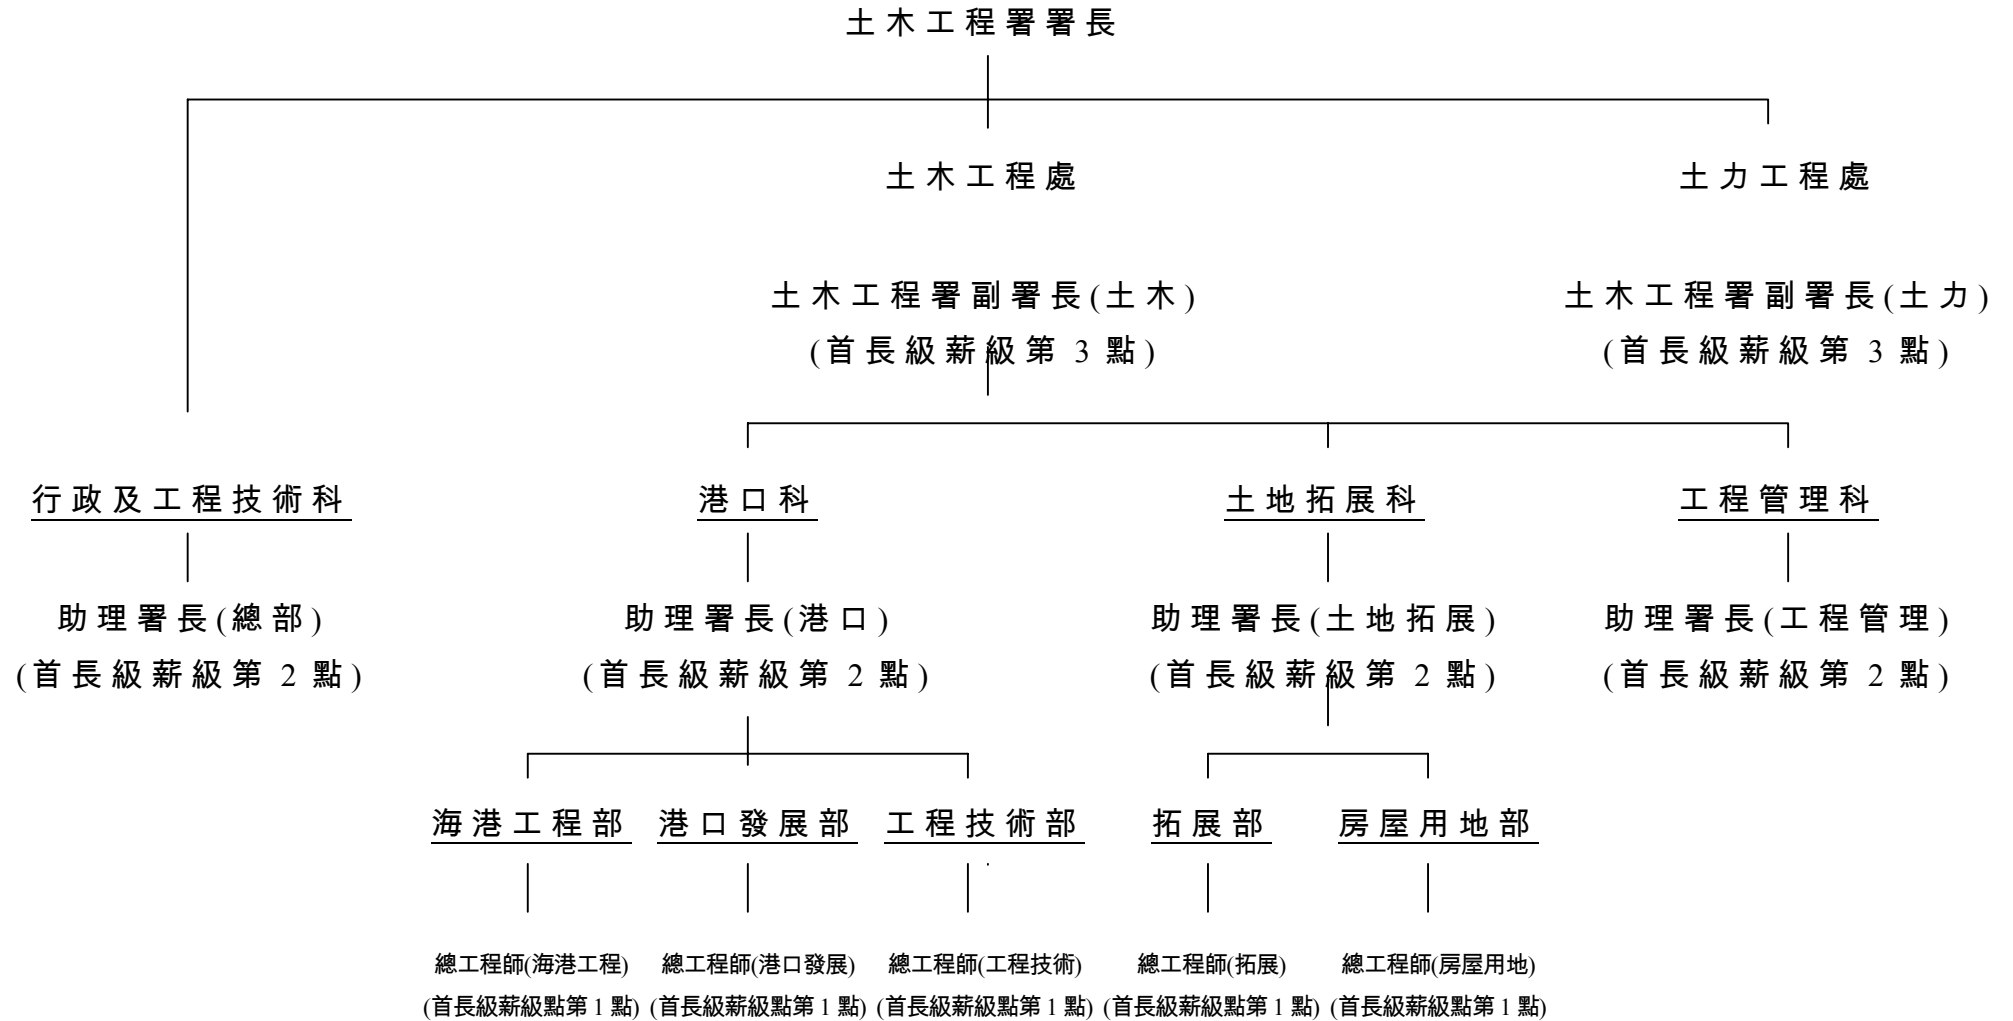 土木工程署署長
土木工程處
土力工程處
土木工程署副署長(土木)
土木工程署副署長(土力)
(首長級薪級第 3 點)
(首長級薪級第 3 點)
行政及工程技術科
港口科
土地拓展科
工程管理科
助理署長(總部)
助理署長(港口)
助理署長(土地拓展)
助理署長(工程管理)
(首長級薪級第 2 點)
(首長級薪級第 2 點)
(首長級薪級第 2 點)
(首長級薪級第 2 點)
海港工程部
港口發展部
工程技術部
拓展部
房屋用地部
總工程師(海港工程)
總工程師(港口發展)
總工程師(工程技術)
總工程師(拓展)
總工程師(房屋用地)
(首長級薪級點第 1 點)
(首長級薪級點第 1 點)
(首長級薪級點第 1 點)
(首長級薪級點第 1 點)
(首長級薪級點第 1 點)